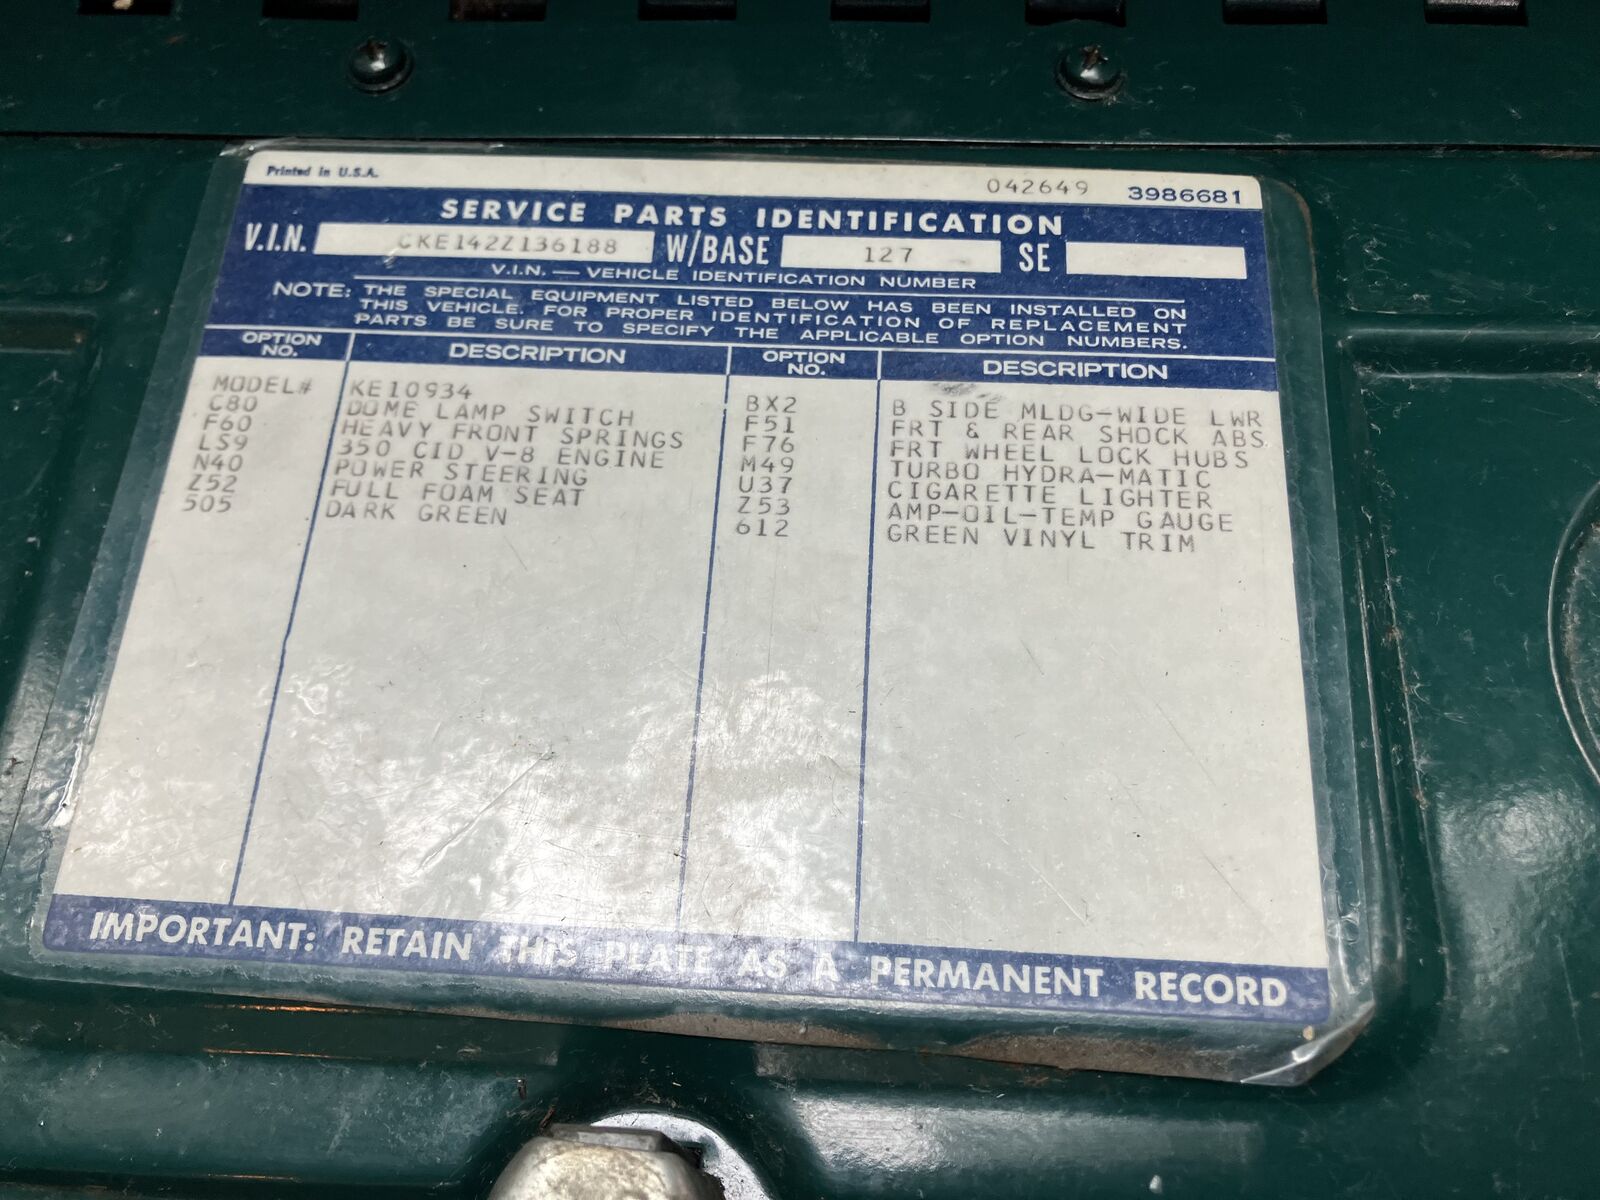 Printed in U.S.A. 042649 3986681
SERVICE PARTS IDENTIFICATION
V.I.N. CKE142Z136188 W/BASE 127 SE
V.I.N. — VEHICLE IDENTIFICATION NUMBER
NOTE: THE SPECIAL EQUIPMENT LISTED BELOW HAS BEEN INSTALLED ON
THIS VEHICLE. FOR PROPER IDENTIFICATION OF REPLACEMENT
PARTS BE SURE TO SPECIFY THE APPLICABLE OPTION NUMBERS.
OPTION NO. DESCRIPTION OPTION NO. DESCRIPTION
MODEL# KE10934
C80 DOME LAMP SWITCH BX2 B SIDE MLDG-WIDE LWR
F60 HEAVY FRONT SPRINGS F51 FRT & REAR SHOCK ABS
LS9 350 CID V-8 ENGINE F76 FRT WHEEL LOCK HUBS
N40 POWER STEERING M49 TURBO HYDRA-MATIC
Z52 FULL FOAM SEAT U37 CIGARETTE LIGHTER
505 DARK GREEN Z53 AMP-OIL-TEMP GAUGE
612 GREEN VINYL TRIM
IMPORTANT: RETAIN THIS PLATE AS A PERMANENT RECORD